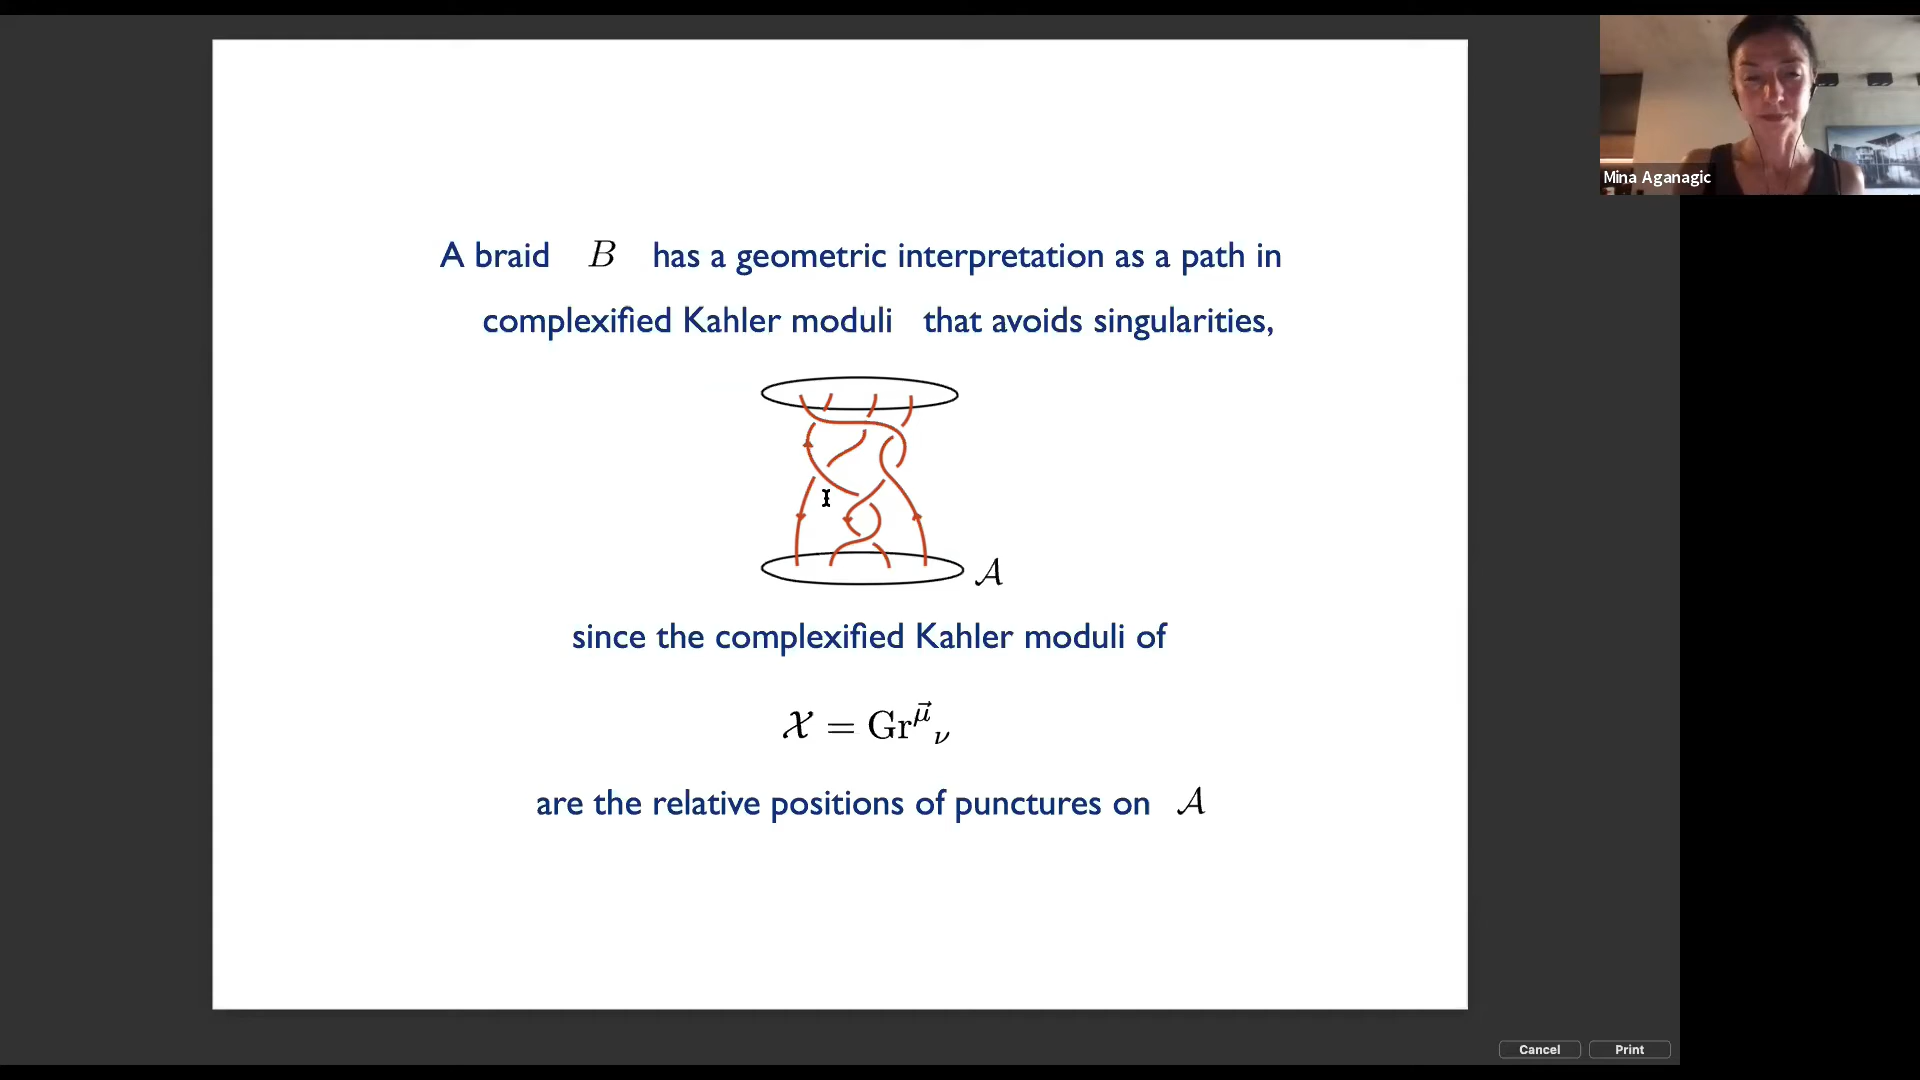 A braid B has a geometric interpretation as a path in
complexified Kahler moduli that avoids singularities,
𝒜
since the complexified Kahler moduli of
𝒳 = Gr^{\vec{μ}}_ν
are the relative positions of punctures on 𝒜
Mina Aganagic
Cancel Print